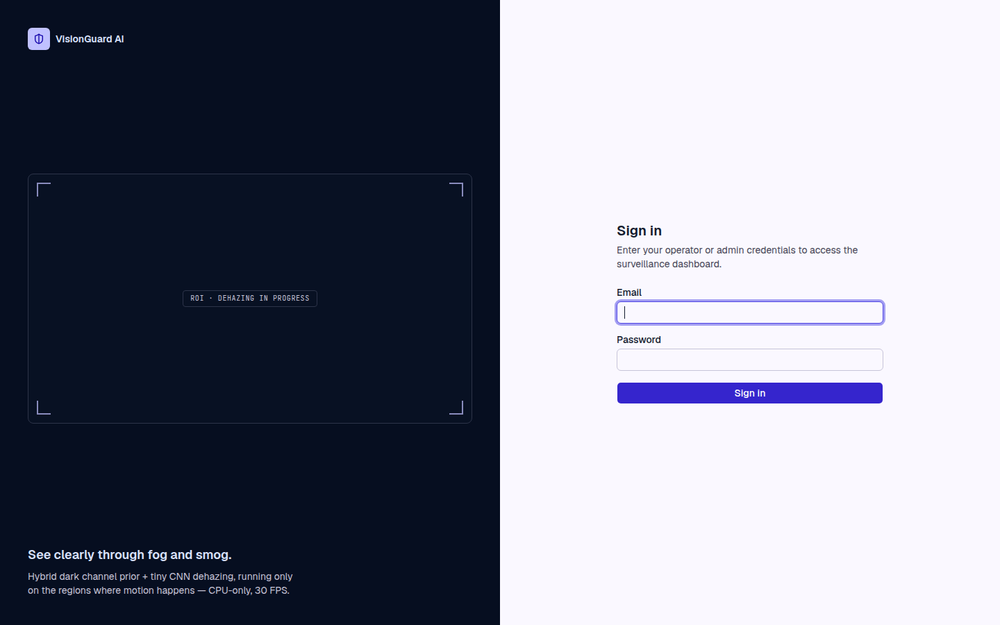 VisionGuard AI
ROI · DEHAZING IN PROGRESS
See clearly through fog and smog.
Hybrid dark channel prior + tiny CNN dehazing, running only
on the regions where motion happens — CPU-only, 30 FPS.
Sign in
Enter your operator or admin credentials to access the
surveillance dashboard.
Email
Password
Sign in